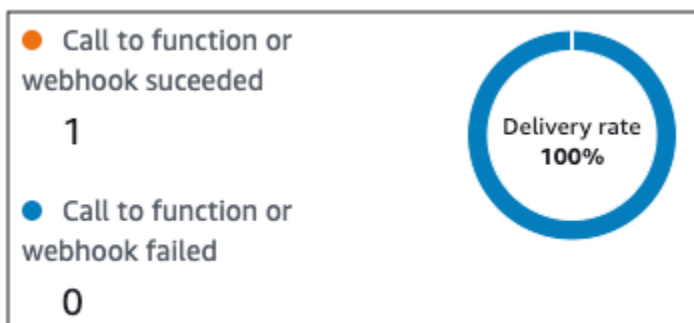 Call to function or
webhook suceeded
1
Call to function or
webhook failed
0
Delivery rate
100%